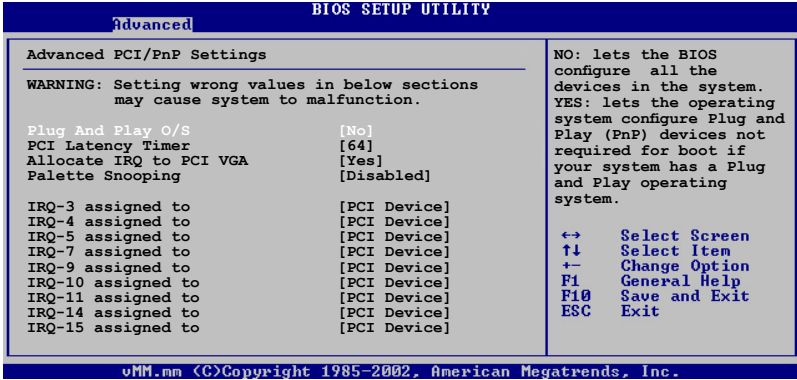 BIOS SETUP UTILITY
Advanced
Advanced PCI/PnP Settings
WARNING: Setting wrong values in below sections
may cause system to malfunction.
Plug And Play O/S [No]
PCI Latency Timer [64]
Allocate IRQ to PCI VGA [Yes]
Palette Snooping [Disabled]
IRQ-3 assigned to [PCI Device]
IRQ-4 assigned to [PCI Device]
IRQ-5 assigned to [PCI Device]
IRQ-7 assigned to [PCI Device]
IRQ-9 assigned to [PCI Device]
IRQ-10 assigned to [PCI Device]
IRQ-11 assigned to [PCI Device]
IRQ-14 assigned to [PCI Device]
IRQ-15 assigned to [PCI Device]
NO: lets the BIOS
configure all the
devices in the system.
YES: lets the operating
system configure Plug and
Play (PnP) devices not
required for boot if
your system has a Plug
and Play operating
system.
↔ Select Screen
↑↓ Select Item
+- Change Option
F1 General Help
F10 Save and Exit
ESC Exit
vMM.mm (C)Copyright 1985-2002, American Megatrends, Inc.